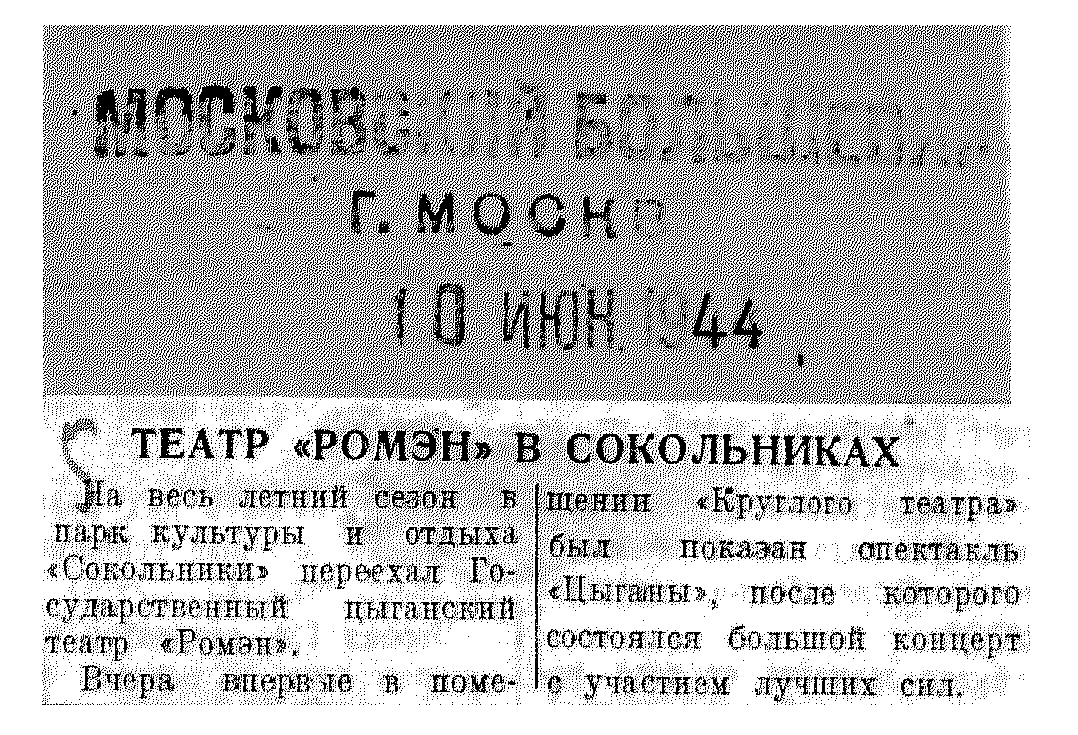 Г. МОСКВ
10 ИЮН 44
ТЕАТР «РОМЭН» В СОКОЛЬНИКАХ
На весь летний сезон в
парк культуры и отдыха
«Сокольники» переехал Го-
сударственный цыганский
театр «Ромэн».
Вчера впервые в поме-
щении «Круглого театра»
был показан спектакль
«Цыганы», после которого
состоялся большой концерт
с участием лучших сил.